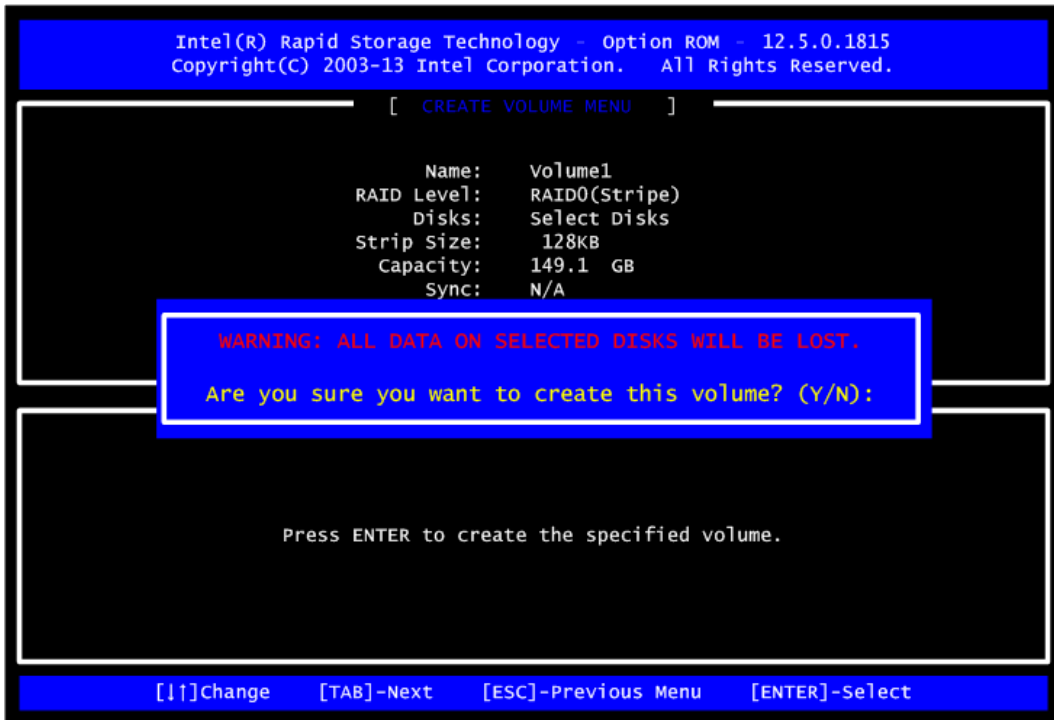 Intel(R) Rapid Storage Technology - Option ROM - 12.5.0.1815
Copyright(C) 2003-13 Intel Corporation. All Rights Reserved.
[ CREATE VOLUME MENU ]
Name: Volume1
RAID Level: RAID0(Stripe)
Disks: Select Disks
Strip Size: 128KB
Capacity: 149.1 GB
Sync: N/A
WARNING: ALL DATA ON SELECTED DISKS WILL BE LOST.
Are you sure you want to create this volume? (Y/N):
Press ENTER to create the specified volume.
[↓↑]Change [TAB]-Next [ESC]-Previous Menu [ENTER]-Select